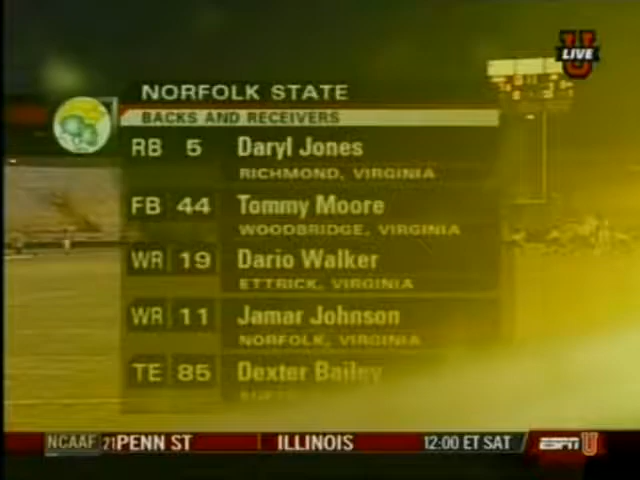 U
LIVE
NORFOLK STATE
BACKS AND RECEIVERS
RB 5 Daryl Jones
RICHMOND, VIRGINIA
FB 44 Tommy Moore
WOODBRIDGE, VIRGINIA
WR 19 Dario Walker
ETTRICK, VIRGINIA
WR 11 Jamar Johnson
NORFOLK, VIRGINIA
TE 85 Dexter Bailey
NCAAF 21 PENN ST ILLINOIS 12:00 ET SAT ESPN U